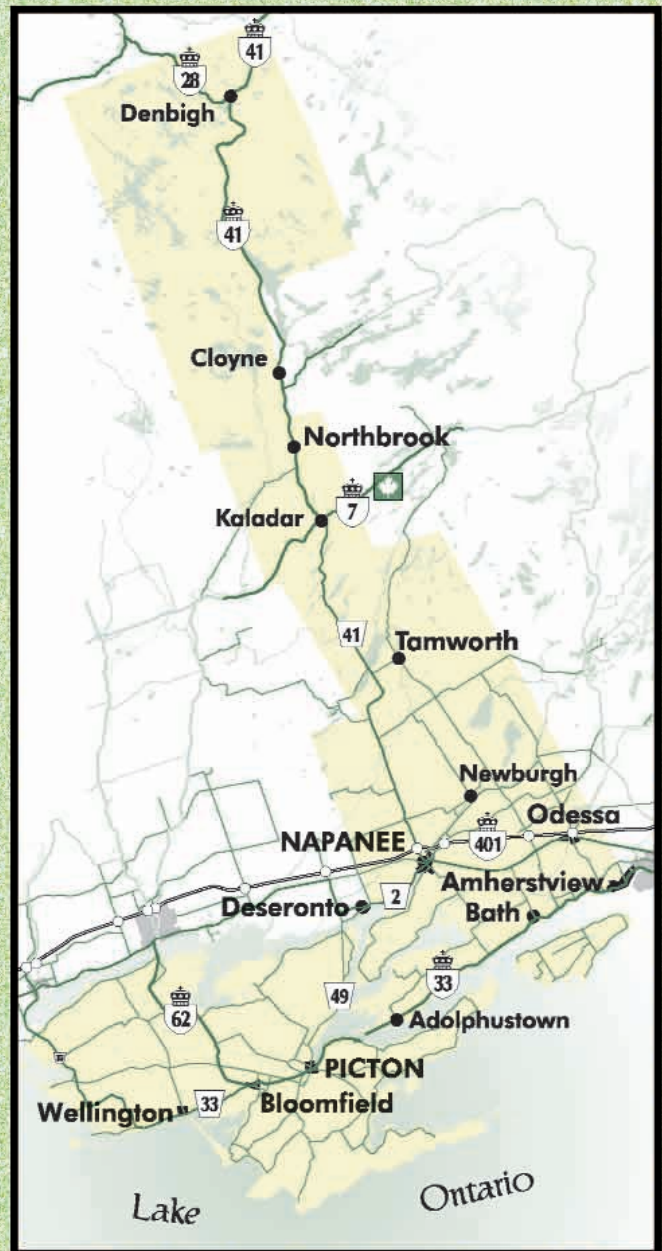 41
28
Denbigh
41
Cloyne
Northbrook
7
Kaladar
41
Tamworth
Newburgh
Odessa
NAPANEE
401
Amherstview
Deseronto
2
Bath
33
49
62
Adolphustown
PICTON
Wellington
33
Bloomfield
Lake
Ontario